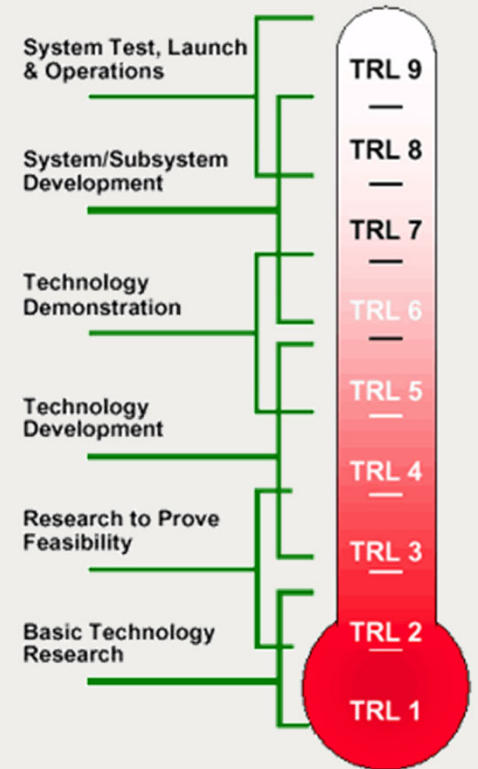 System Test, Launch
& Operations
System/Subsystem
Development
Technology
Demonstration
Technology
Development
Research to Prove
Feasibility
Basic Technology
Research
TRL 9
TRL 8
TRL 7
TRL 6
TRL 5
TRL 4
TRL 3
TRL 2
TRL 1